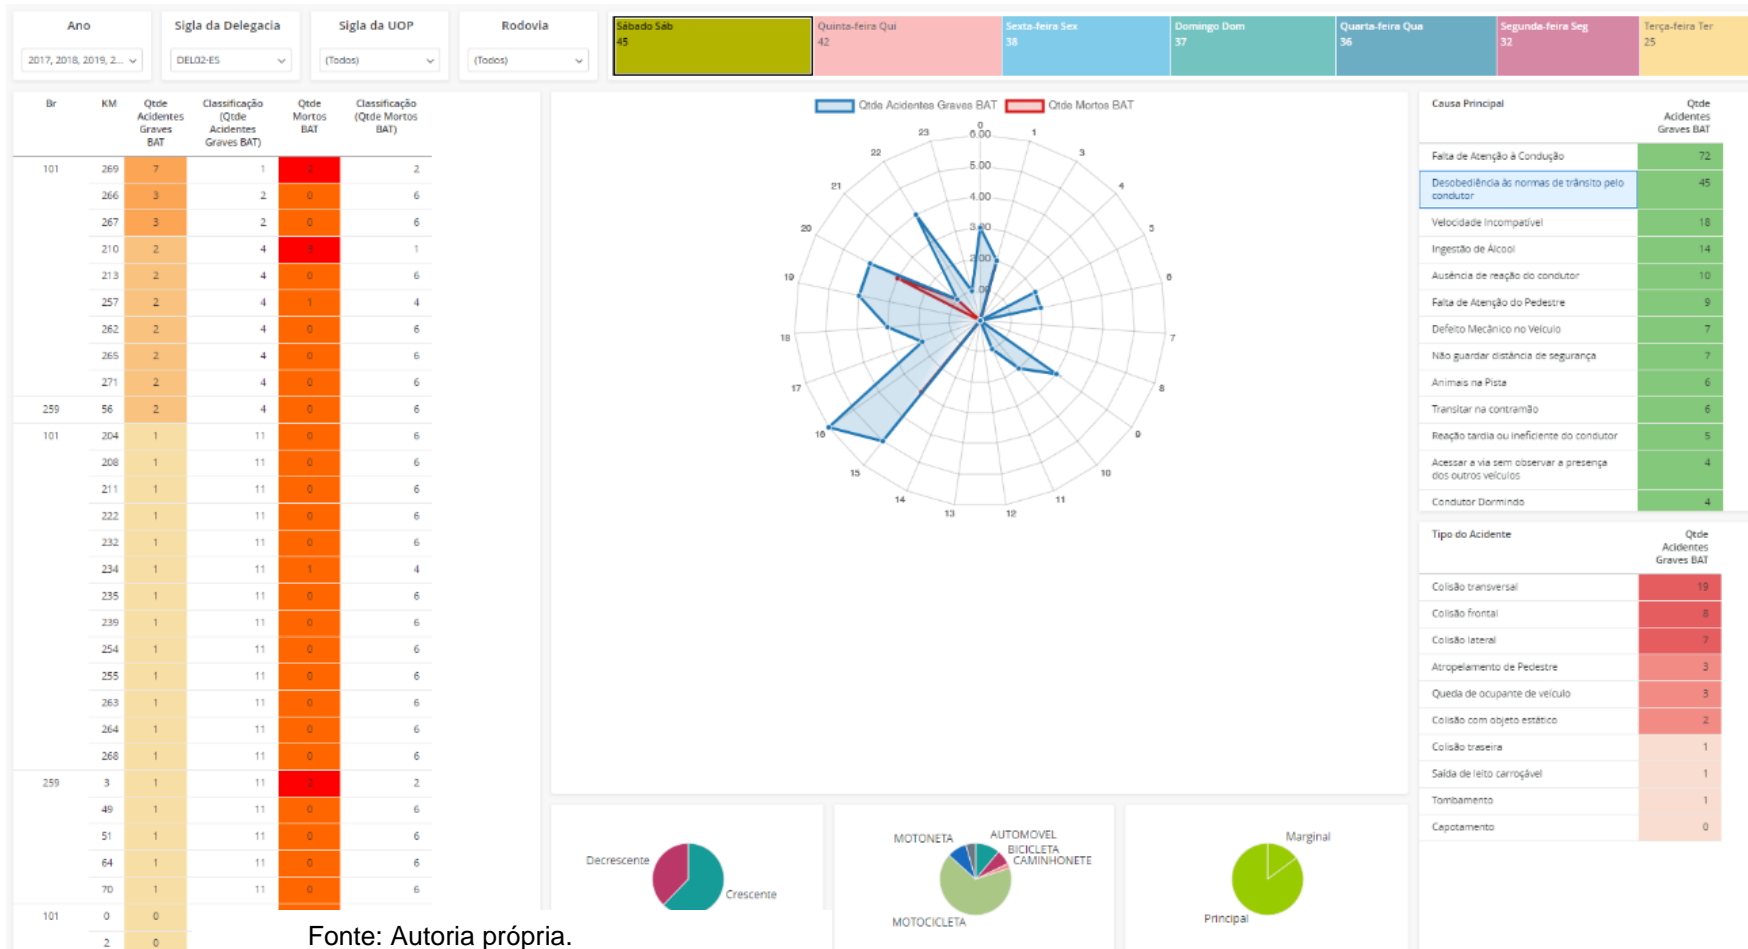 Ano
Sigla da Delegacia
Sigla da UOP
Rodovia
2017, 2018, 2019, 2...
DEL02-ES
(Todos)
(Todos)
Sábado Sáb
45
Quinta-feira Qui
42
Sexta-feira Sex
38
Domingo Dom
37
Quarta-feira Qua
36
Segunda-feira Seg
32
Terça-feira Ter
25
Br KM Qtde Classificação Qtde Classificação
Acidentes (Qtde Mortos (Qtde Mortos
Graves Acidentes BAT BAT)
BAT Graves BAT)
101 269 7 1 2
266 3 2 0 6
267 3 2 0 6
210 2 4 1
213 2 4 0 6
257 2 4 1 4
262 2 4 0 6
265 2 4 0 6
271 2 4 0 6
259 56 2 4 0 6
101 204 1 11 0 6
208 1 11 0 6
211 1 11 0 6
222 1 11 0 6
232 1 11 0 6
234 1 11 1 4
235 1 11 0 6
239 1 11 0 6
254 1 11 0 6
255 1 11 0 6
263 1 11 0 6
264 1 11 0 6
268 1 11 0 6
259 3 1 11 2
49 1 11 0 6
51 1 11 0 6
64 1 11 0 6
70 1 11 0 6
101 0 0
2 0
Qtde Acidentes Graves BAT
Qtde Mortos BAT
0
1
3
4
5
6
7
8
9
10
11
12
13
14
15
16
17
18
19
20
21
22
23
6.00
5.00
4.00
3.00
2.00
Causa Principal Qtde
Acidentes
Graves BAT
Falta de Atenção à Condução 72
Desobediência às normas de trânsito pelo 45
condutor
Velocidade Incompatível 18
Ingestão de Álcool 14
Ausência de reação do condutor 10
Falta de Atenção do Pedestre 9
Defeito Mecânico no Veículo 7
Não guardar distância de segurança 7
Animais na Pista 6
Transitar na contramão 6
Reação tardia ou ineficiente do condutor 5
Acessar a via sem observar a presença 4
dos outros veículos
Condutor Dormindo 4
Tipo do Acidente Qtde
Acidentes
Graves BAT
Colisão transversal 19
Colisão frontal 8
Colisão lateral 7
Atropelamento de Pedestre 3
Queda de ocupante de veículo 3
Colisão com objeto estático 2
Colisão traseira 1
Saída de leito carroçável 1
Tombamento 1
Capotamento 0
Decrescente
Crescente
MOTONETA
AUTOMOVEL
BICICLETA
CAMINHONETE
MOTOCICLETA
Marginal
Principal
Fonte: Autoria própria.